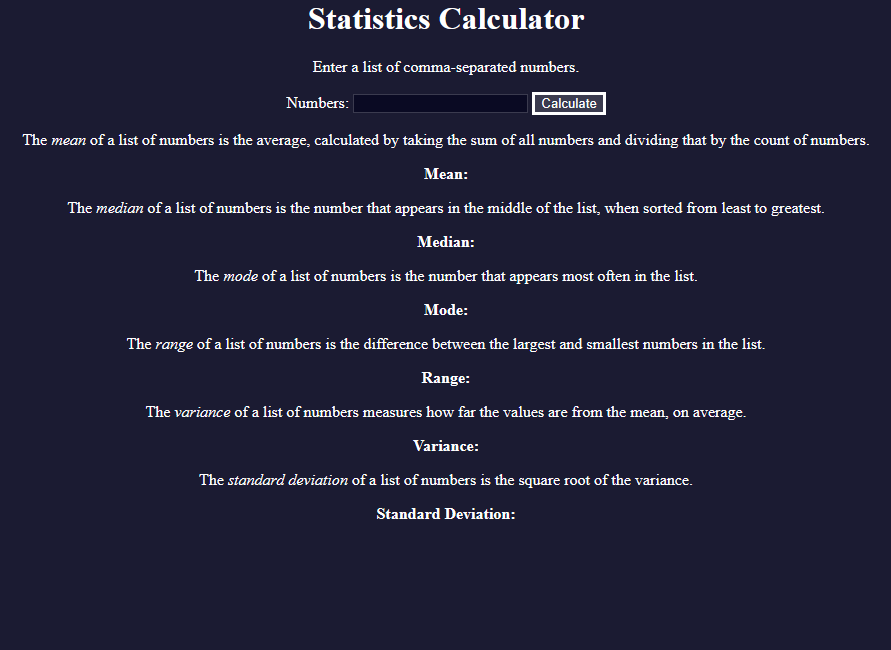 Statistics Calculator
Enter a list of comma-separated numbers.
Numbers: Calculate
The mean of a list of numbers is the average, calculated by taking the sum of all numbers and dividing that by the count of numbers.
Mean:
The median of a list of numbers is the number that appears in the middle of the list, when sorted from least to greatest.
Median:
The mode of a list of numbers is the number that appears most often in the list.
Mode:
The range of a list of numbers is the difference between the largest and smallest numbers in the list.
Range:
The variance of a list of numbers measures how far the values are from the mean, on average.
Variance:
The standard deviation of a list of numbers is the square root of the variance.
Standard Deviation: